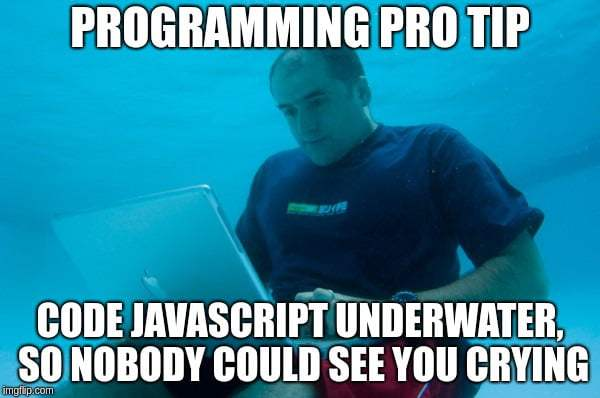 PROGRAMMING PRO TIP
CODE JAVASCRIPT UNDERWATER,
SO NOBODY COULD SEE YOU CRYING
imgflip.com